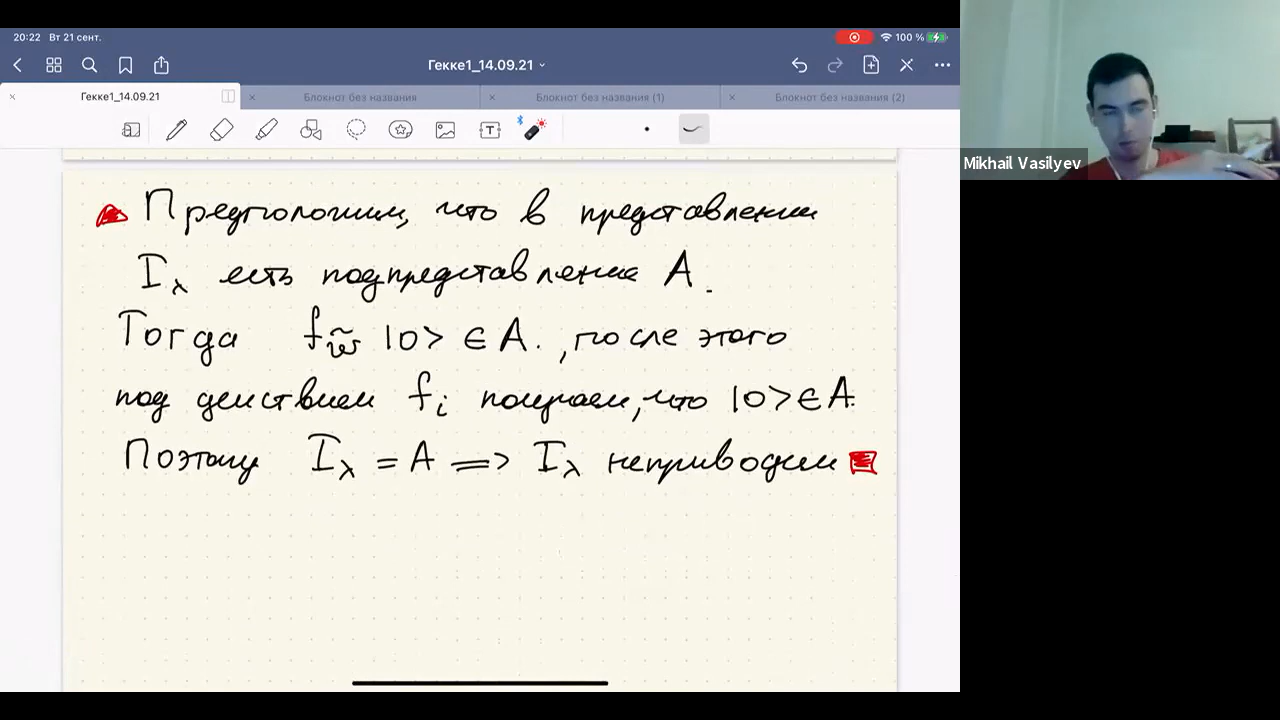 20:22 Вт 21 сент.
100 %
Гекке1_14.09.21
Гекке1_14.09.21
Блокнот без названия
Блокнот без названия (1)
Блокнот без названия (2)
T
Mikhail Vasilyev
Предположим, что в представлении
I_λ есть подпредставление A.
Тогда f_w̃ |0> ∈ A. , после этого
под действием f_i получаем, что |0> ∈ A.
Поэтому I_λ = A => I_λ неприводим